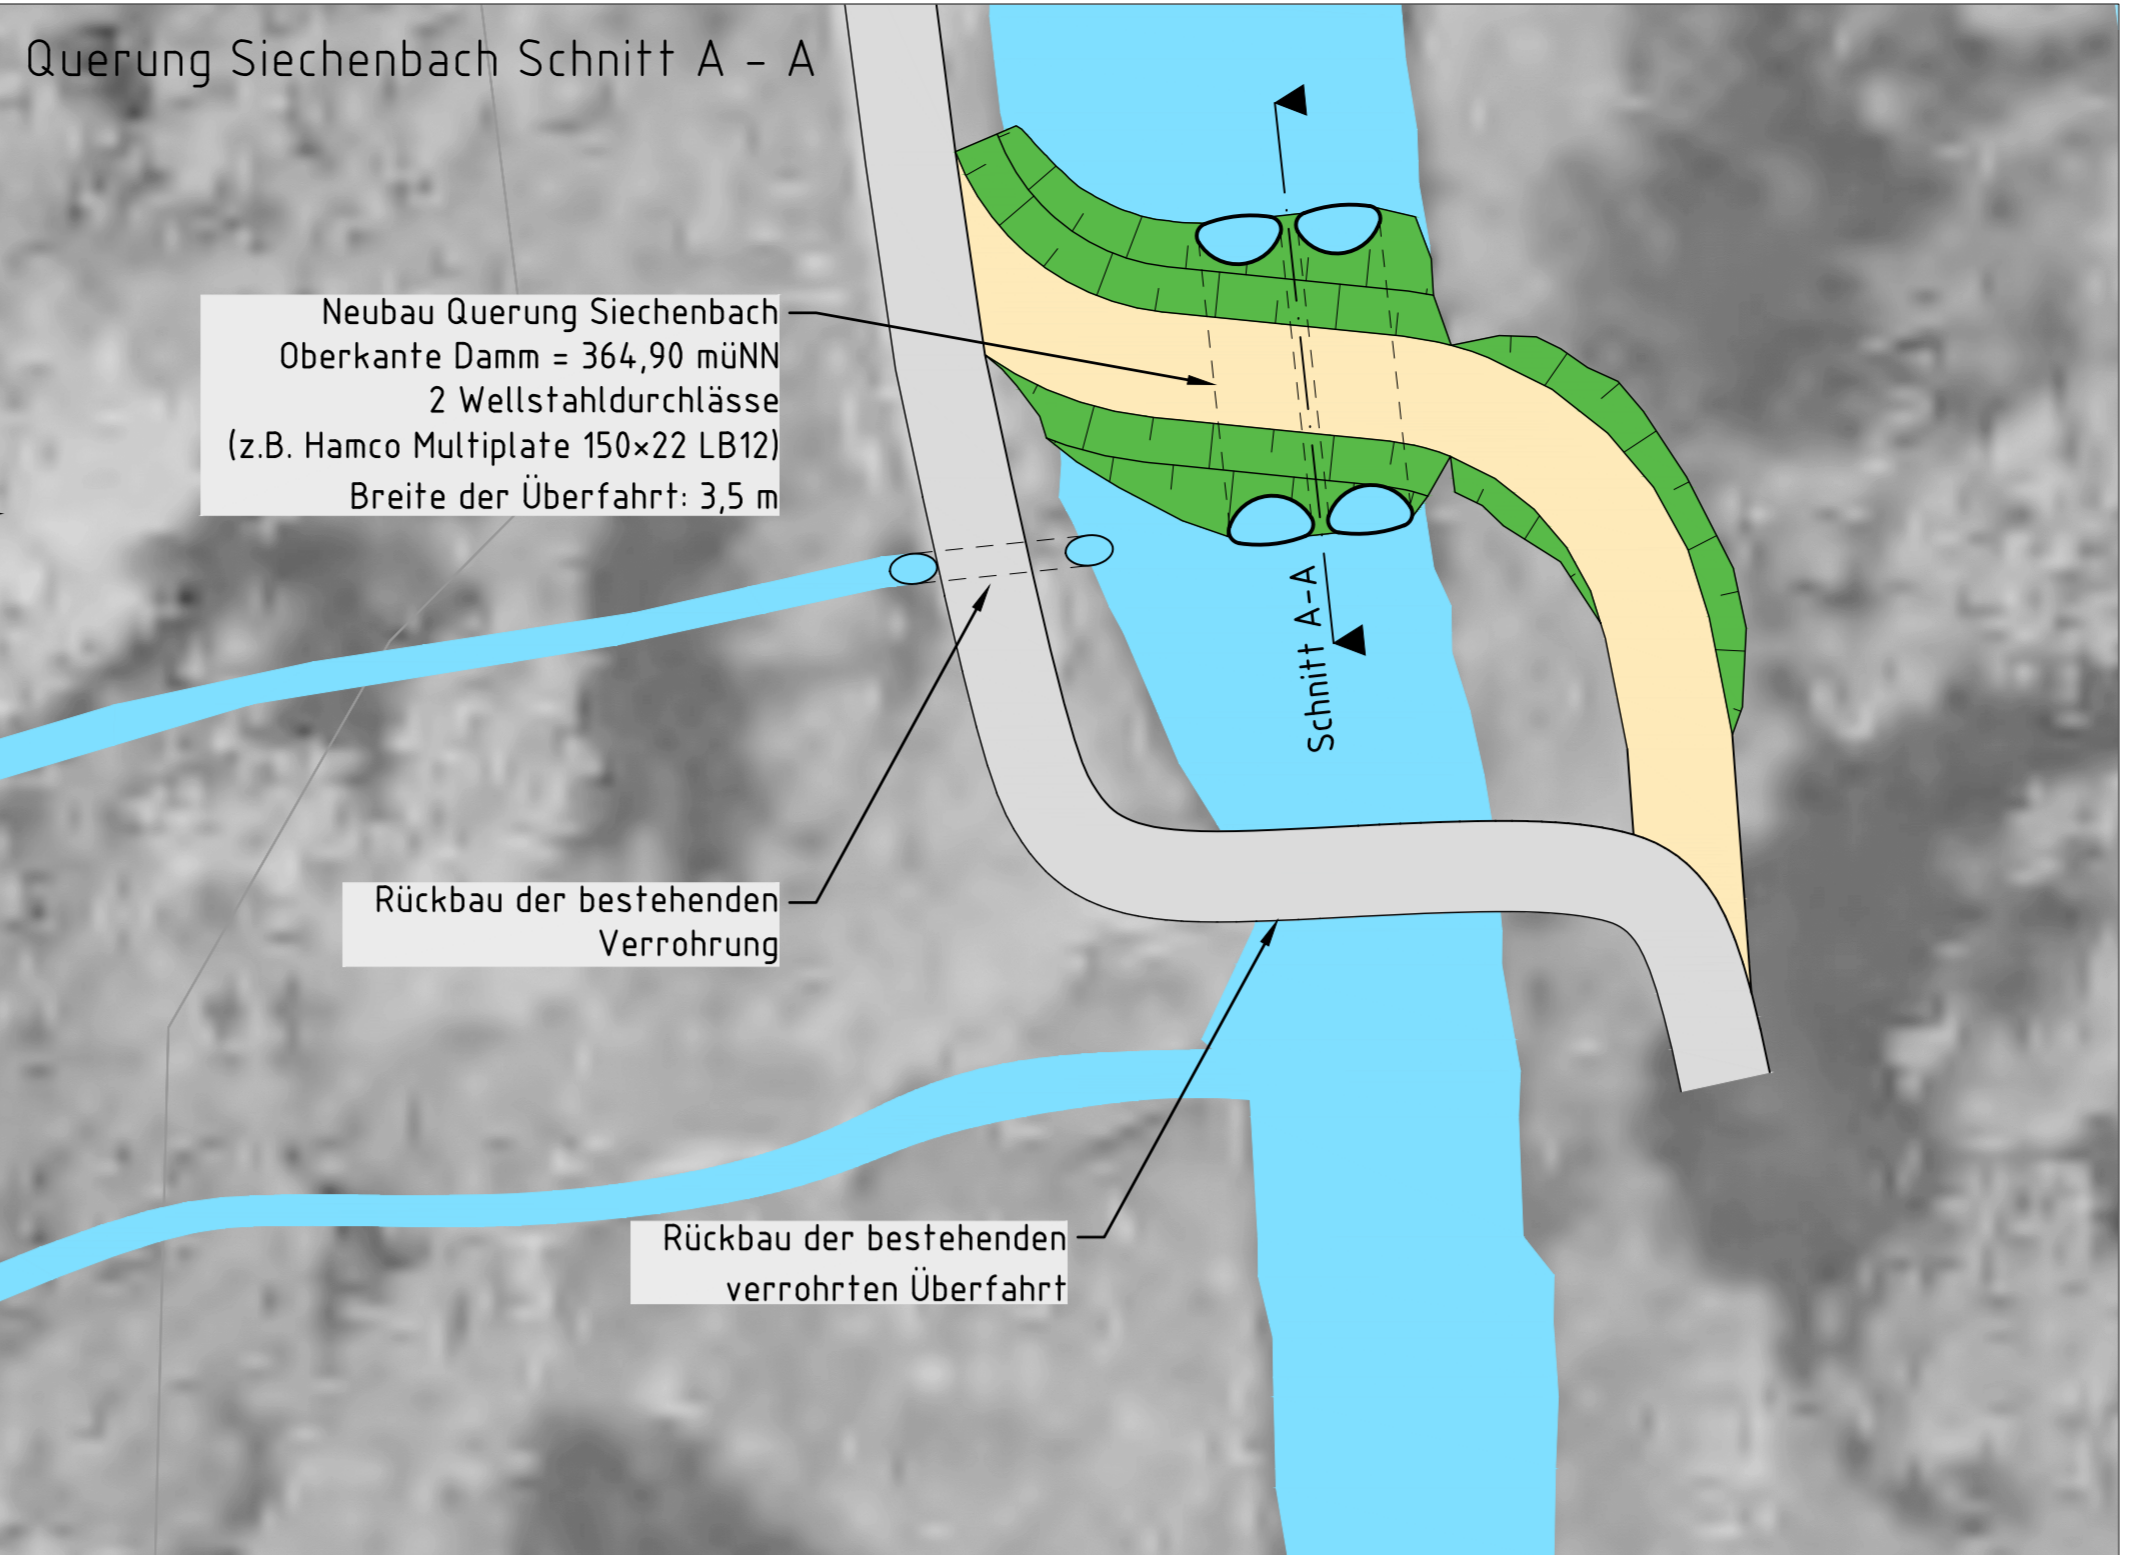 Querung Siechenbach Schnitt A - A
Neubau Querung Siechenbach
Oberkante Damm = 364,90 müNN
2 Wellstahldurchlässe
(z.B. Hamco Multiplate 150×22 LB12)
Breite der Überfahrt: 3,5 m
Schnitt A-A
Rückbau der bestehenden
Verrohrung
Rückbau der bestehenden
verrohrten Überfahrt